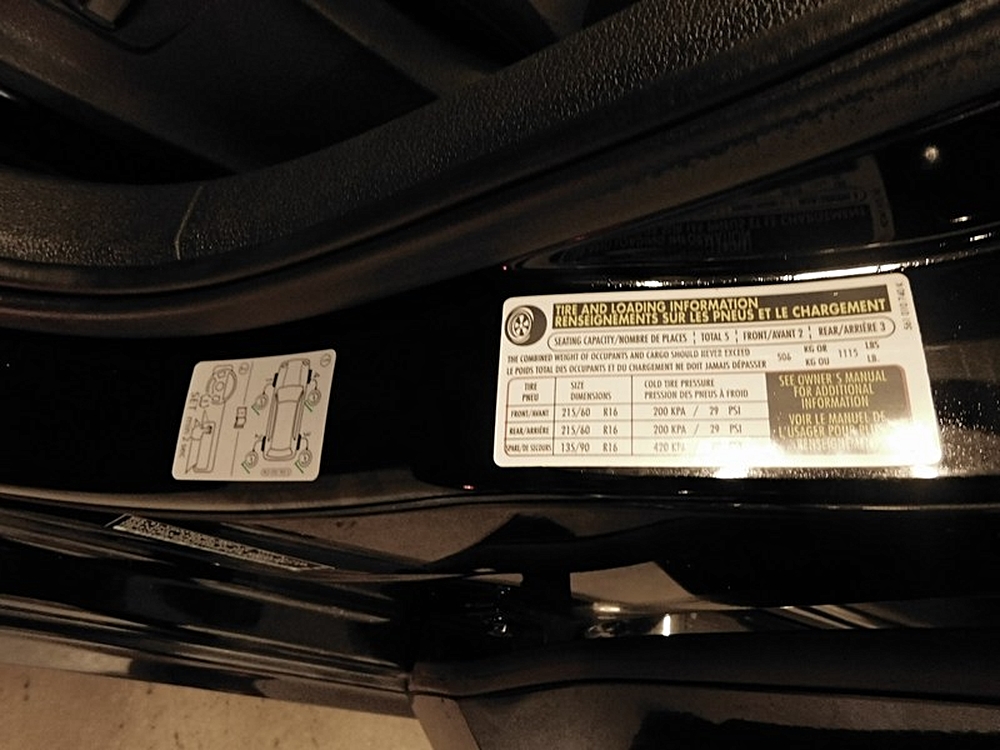 TIRE AND LOADING INFORMATION
RENSEIGNEMENTS SUR LES PNEUS ET LE CHARGEMENT
SEATING CAPACITY/NOMBRE DE PLACES | TOTAL 5 | FRONT/AVANT 2 | REAR/ARRIÈRE 3
THE COMBINED WEIGHT OF OCCUPANTS AND CARGO SHOULD NEVER EXCEED 506 KG OR 1115 LBS
LE POIDS TOTAL DES OCCUPANTS ET DU CHARGEMENT NE DOIT JAMAIS DÉPASSER KG OU LB.
TIRE SIZE COLD TIRE PRESSURE
PNEU DIMENSIONS PRESSION DES PNEUS À FROID
FRONT/AVANT 215/60 R16 200 KPA / 29 PSI
REAR/ARRIÈRE 215/60 R16 200 KPA / 29 PSI
SPARE/DE SECOURS 135/90 R16 420 KPA
SEE OWNER'S MANUAL
FOR ADDITIONAL
INFORMATION
VOIR LE MANUEL DE
L'USAGER POUR PLUS
SET